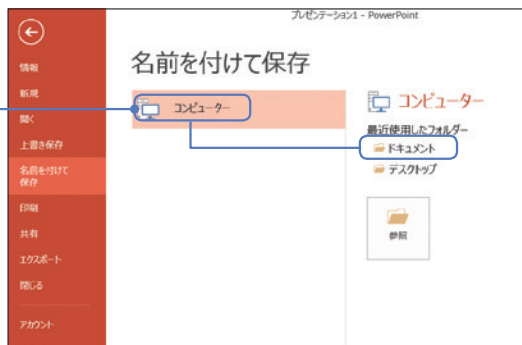 プレゼンテーション1 - PowerPoint
情報
新規
開く
上書き保存
名前を付けて
保存
印刷
共有
エクスポート
閉じる
アカウント
名前を付けて保存
コンピューター
コンピューター
最近使用したフォルダー
ドキュメント
デスクトップ
参照